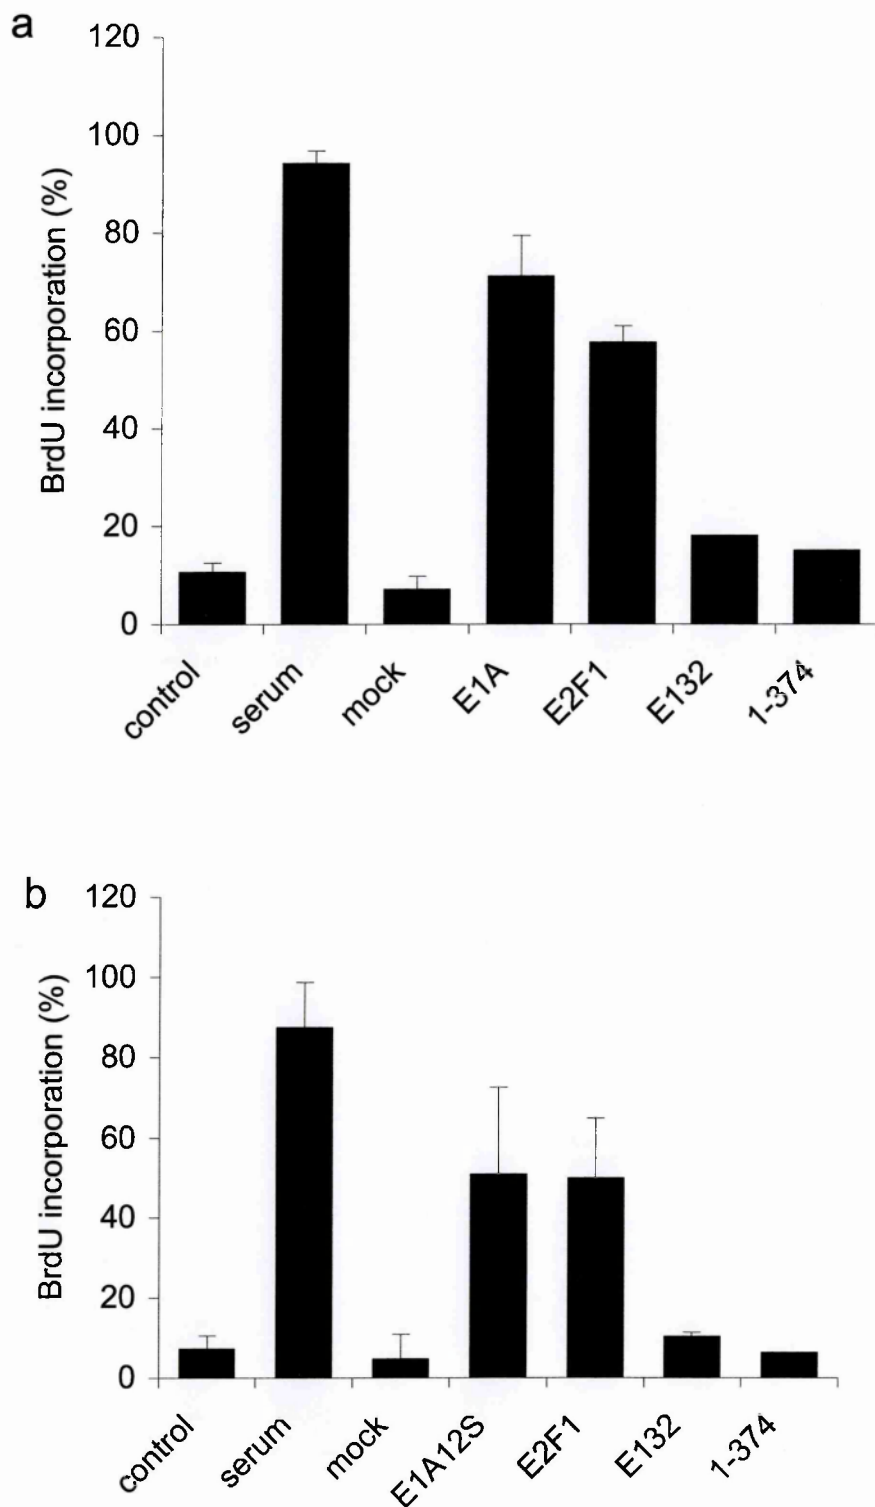 a
120
100
80
60
40
20
0
BrdU incorporation (%)
control
serum
mock
E1A
E2F1
E132
1-374
b
120
100
80
60
40
20
0
BrdU incorporation (%)
control
serum
mock
E1A12S
E2F1
E132
1-374